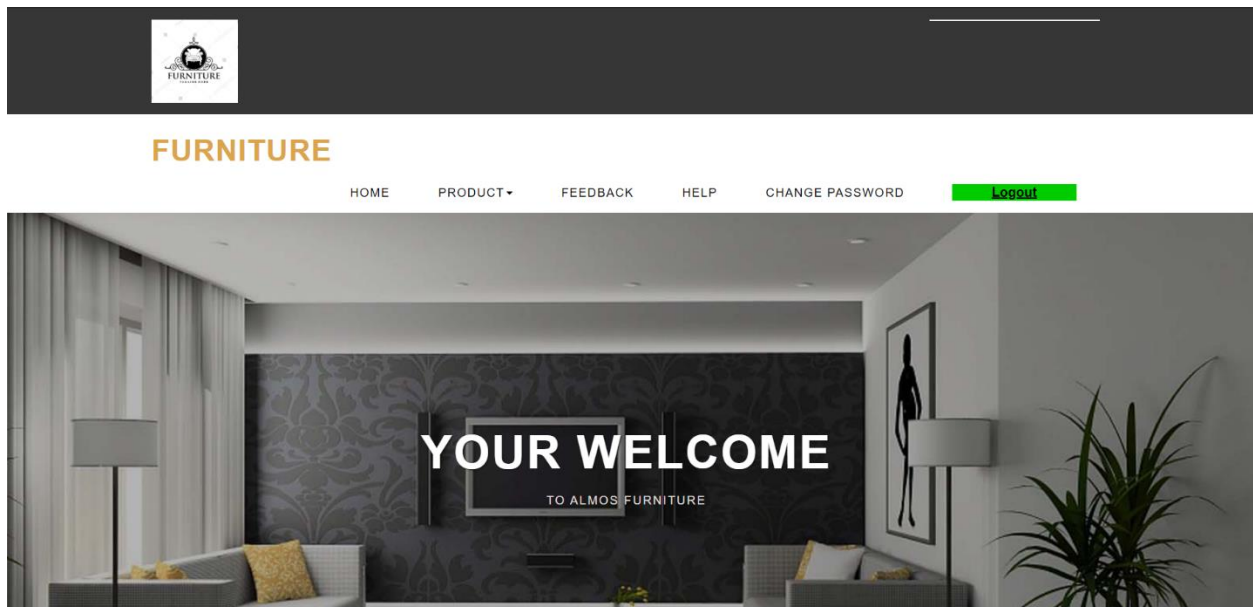 FURNITURE
FURNITURE
HOME PRODUCT FEEDBACK HELP CHANGE PASSWORD Logout
YOUR WELCOME
TO ALMOS FURNITURE